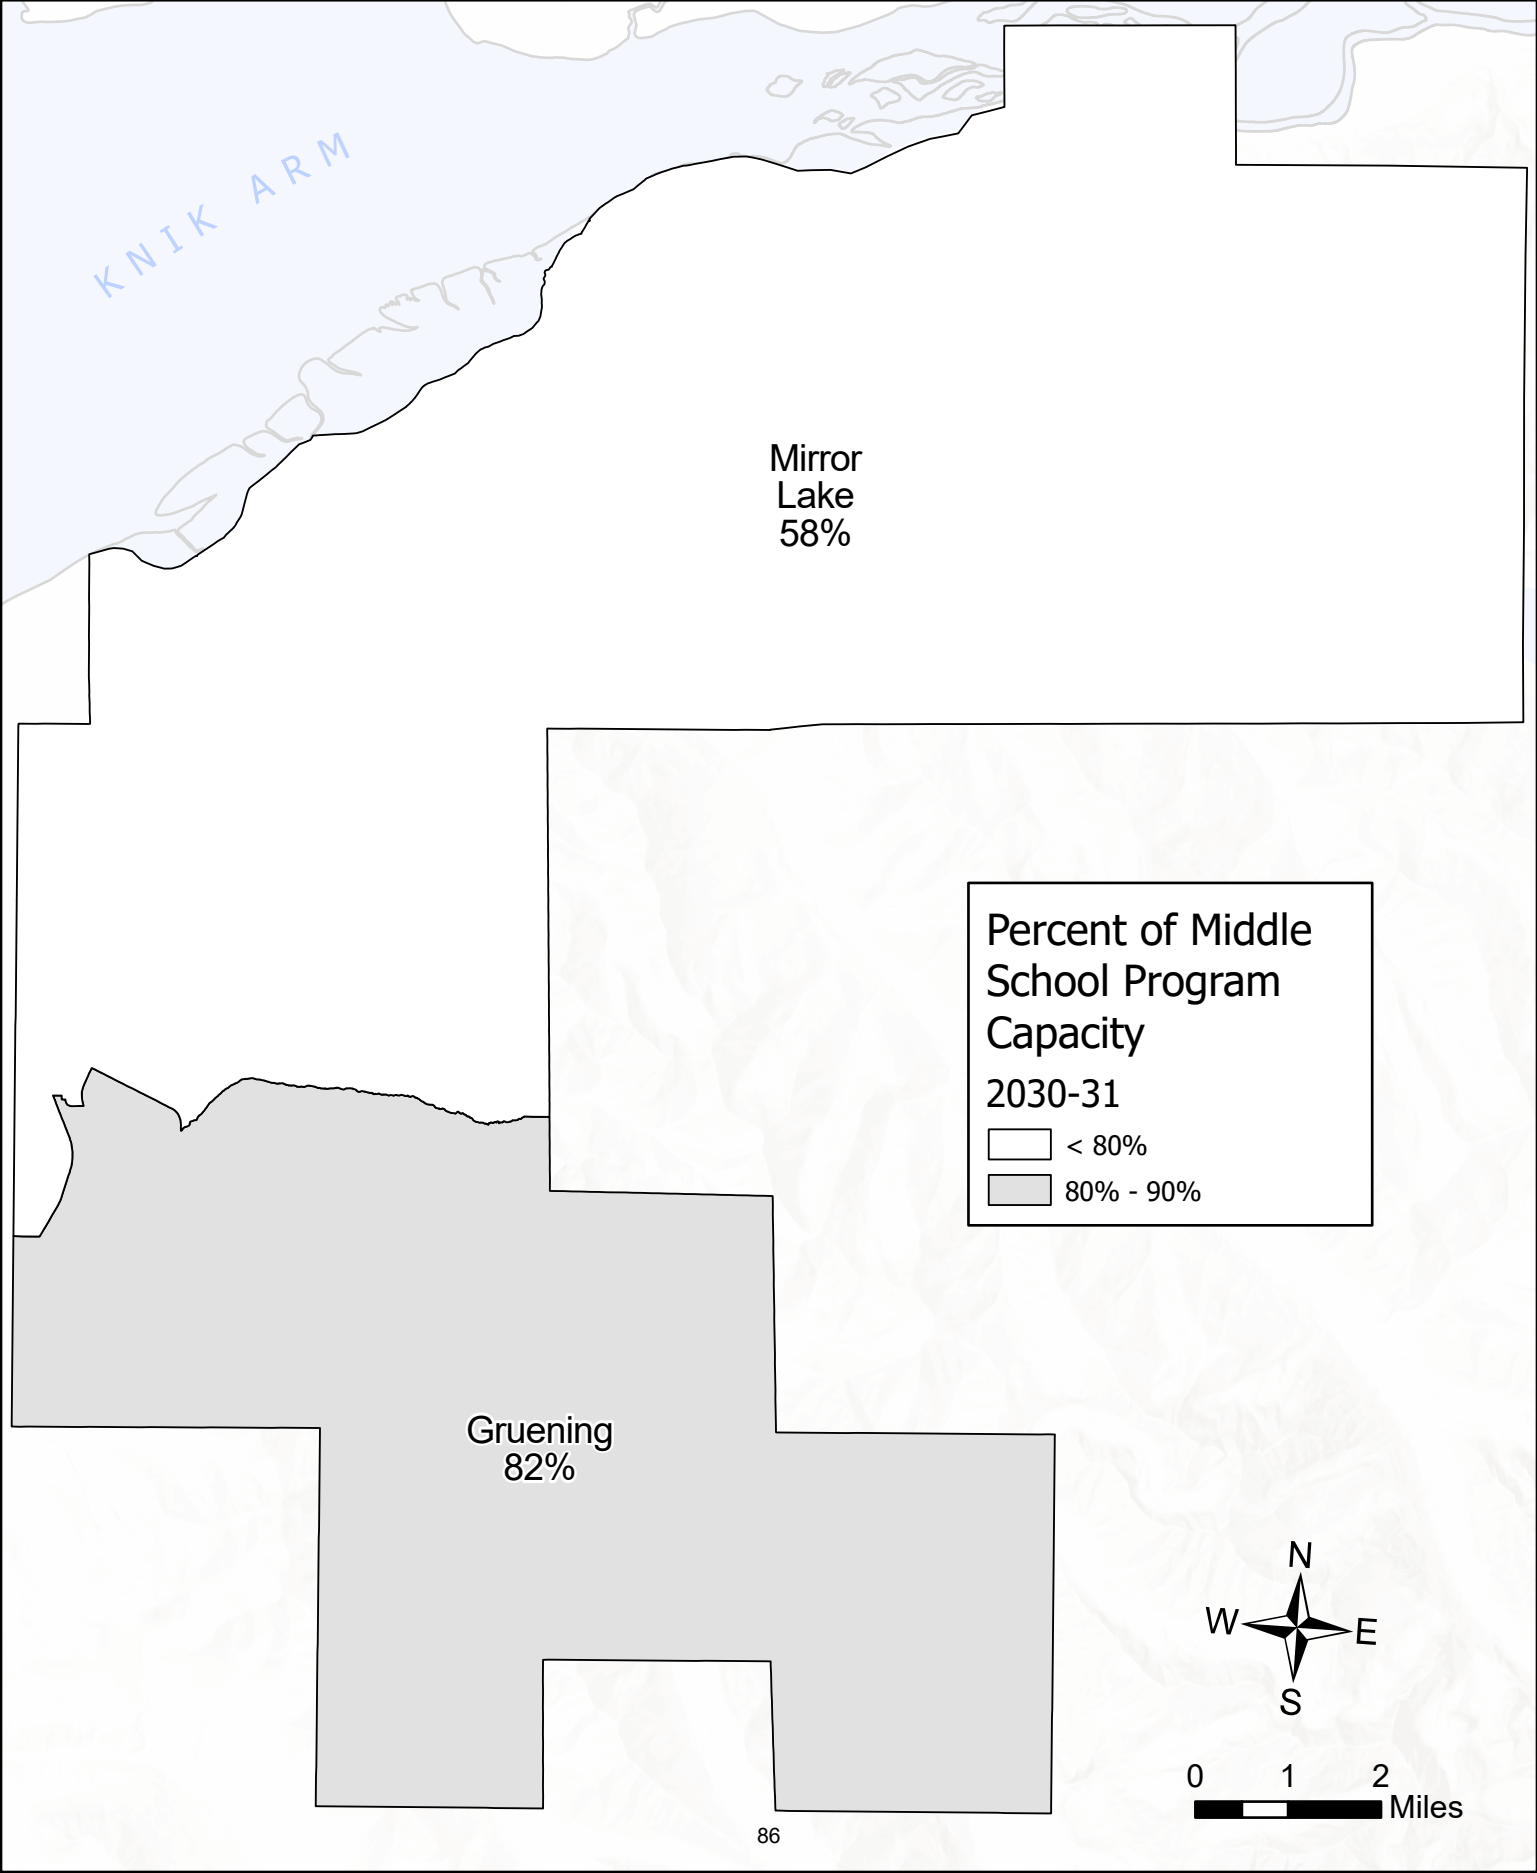 KNIK ARM
Mirror
Lake
58%
Percent of Middle
School Program
Capacity
2030-31
< 80%
80% - 90%
Gruening
82%
N
W
E
S
0 1 2
Miles
86